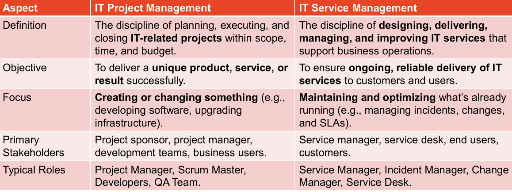 Aspect
IT Project Management
IT Service Management
Definition
The discipline of planning, executing, and
closing IT-related projects within scope,
time, and budget.
The discipline of designing, delivering,
managing, and improving IT services that
support business operations.
Objective
To deliver a unique product, service, or
result successfully.
To ensure ongoing, reliable delivery of IT
services to customers and users.
Focus
Creating or changing something (e.g.,
developing software, upgrading
infrastructure).
Maintaining and optimizing what's already
running (e.g., managing incidents, changes,
and SLAs).
Primary
Stakeholders
Project sponsor, project manager,
development teams, business users.
Service manager, service desk, end users,
customers.
Typical Roles
Project Manager, Scrum Master,
Developers, QA Team.
Service Manager, Incident Manager, Change
Manager, Service Desk.